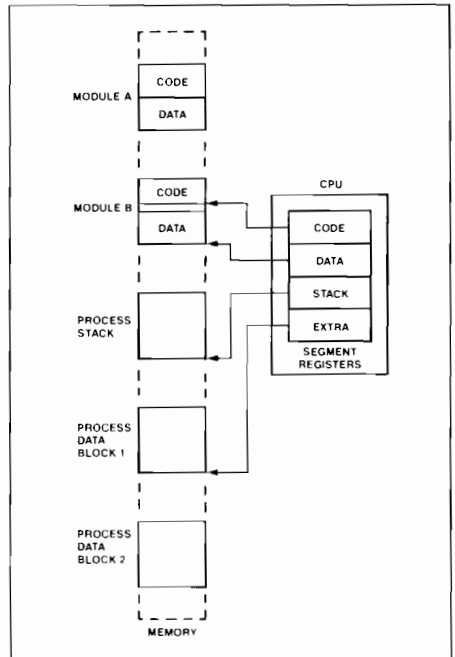 CODE
MODULE A
DATA
CPU
CODE
MODULE B
DATA
CODE
DATA
STACK
EXTRA
SEGMENT
REGISTERS
PROCESS
STACK
PROCESS
DATA
BLOCK 1
PROCESS
DATA
BLOCK 2
MEMORY